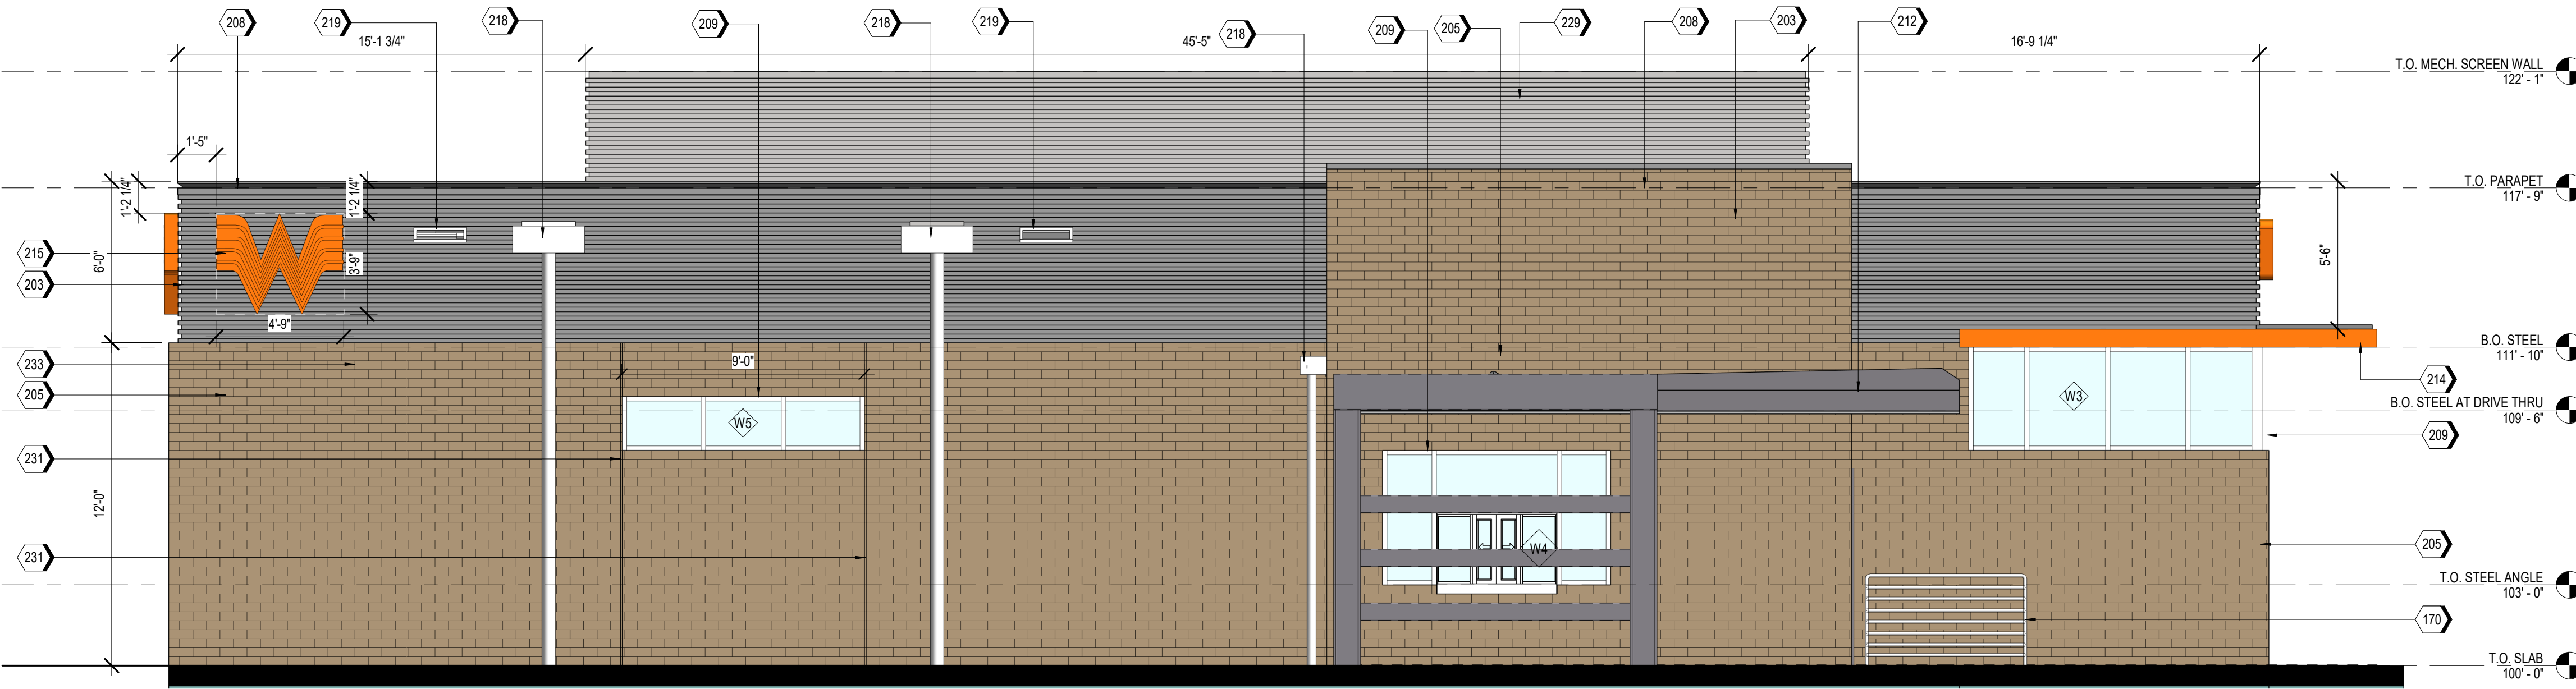 208
219
218
209
218
219
218
209
205
229
208
203
212
15'-1 3/4"
45'-5"
16'-9 1/4"
T.O. MECH. SCREEN WALL
122' - 1"
1'-5"
1'-2 1/4"
1'-2 1/4"
T.O. PARAPET
117' - 9"
215
203
6'-0"
3'-9"
5'-6"
4'-9"
B.O. STEEL
111' - 10"
233
9'-0"
205
214
W5
W3
B.O. STEEL AT DRIVE THRU
109' - 6"
209
231
12'-0"
231
W4
205
T.O. STEEL ANGLE
103' - 0"
170
T.O. SLAB
100' - 0"